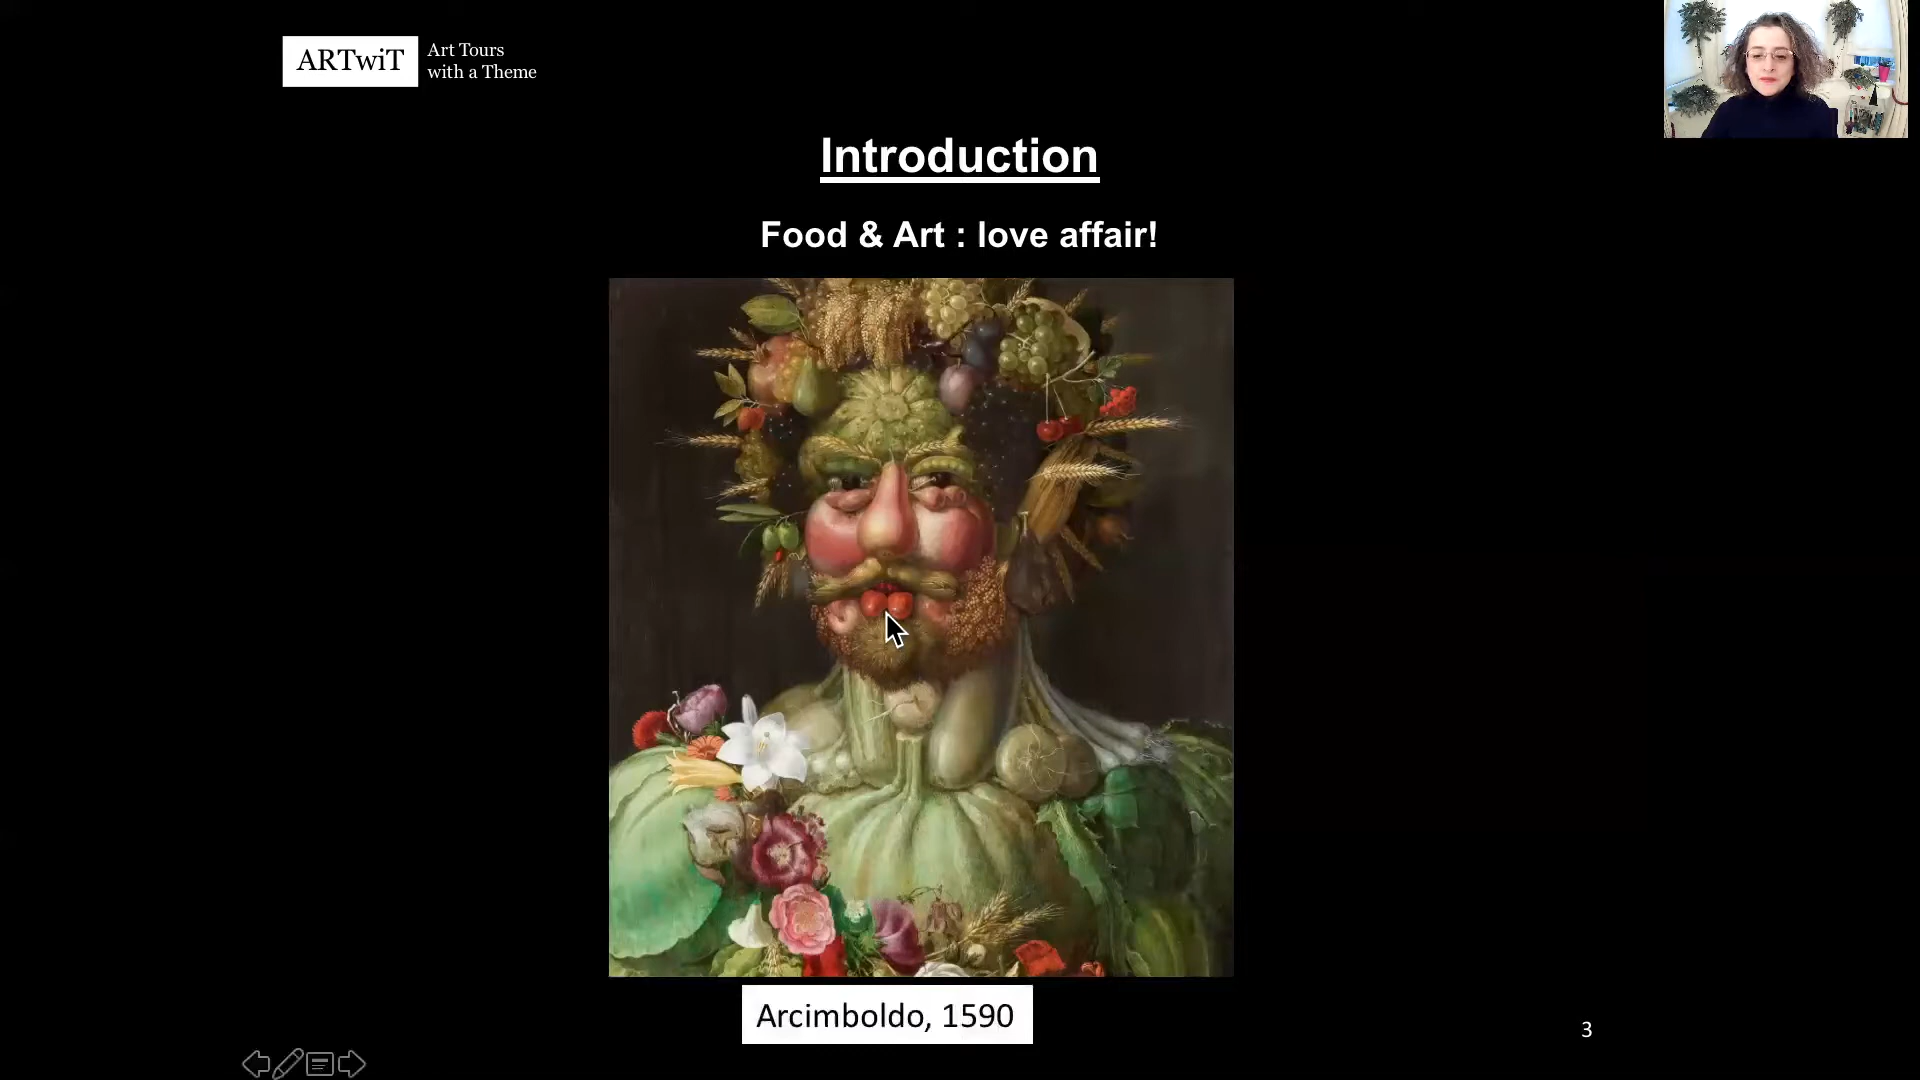 ARTwiT
Art Tours
with a Theme
Introduction
Food & Art : love affair!
Arcimboldo, 1590
3